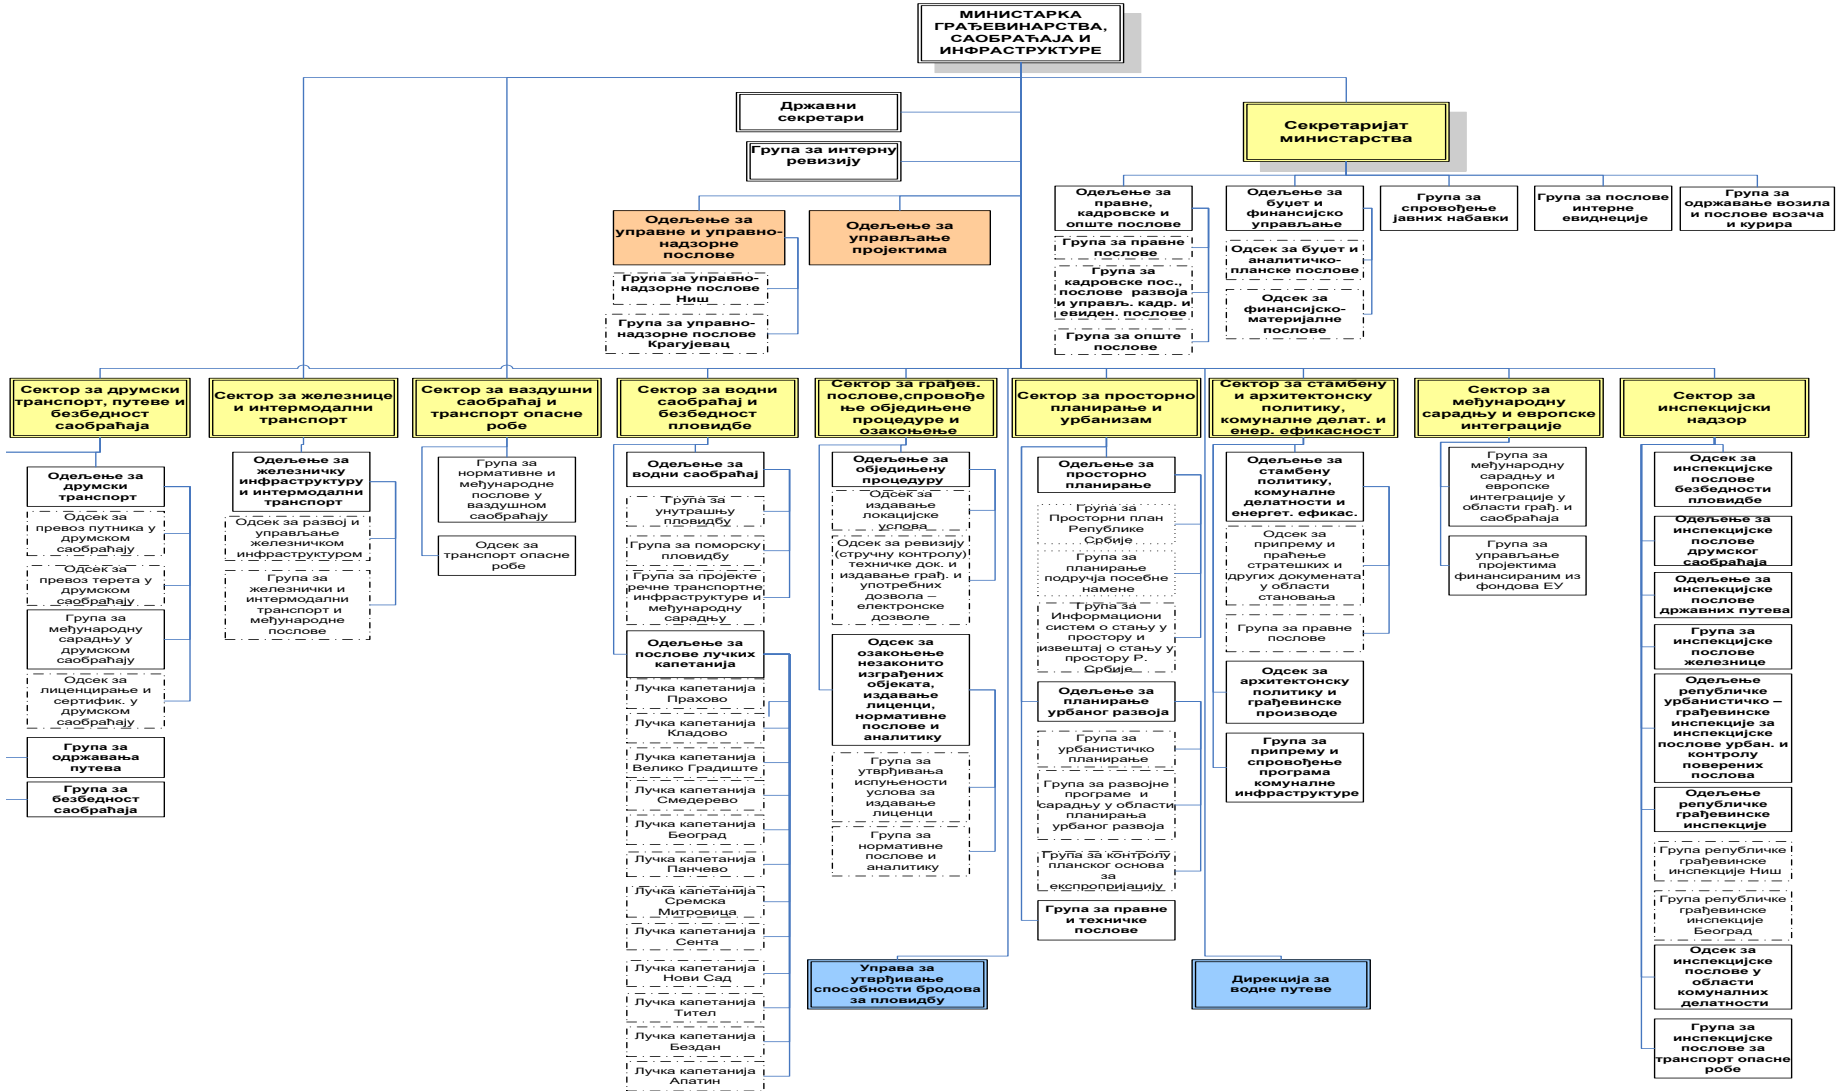 МИНИСТАРКА
ГРАЂЕВИНАРСТВА,
САОБРАЋАЈА И
ИНФРАСТРУКТУРЕ
Државни
секретари
Група за интерну
ревизију
Секретаријат
министарства
Одељење за
управне и управно-
надзорне
послове
Група за управно-
надзорне послове
Ниш
Група за управно-
надзорне послове
Крагујевац
Одељење за
управљање
пројектима
Одељење за
правне,
кадровске и
опште послове
Група за правне
послове
Група за
кадровске пос.,
послове развоја
и управљ. кадр. и
евиден. послове
Група за опште
послове
Одељење за
буџет и
финансијско
управљање
Одсек за буџет и
аналитичко-
планске послове
Одсек за
финансијско-
материјалне
послове
Група за
спровођење
јавних набавки
Група за послове
интерне
евиднеције
Група за
одржавање возила
и послове возача
и курира
Сектор за друмски
транспорт, путеве и
безбедност
саобраћаја
Одељење за
друмски
транспорт
Одсек за
превоз путника у
друмском
саобраћају
Одсек за
превоз терета у
друмском
саобраћају
Група за
међународну
сарадњу у
друмском
саобраћају
Одсек за
лиценцирање и
сертифик. у
друмском
саобраћају
Група за
одржавања
путева
Група за
безбедност
саобраћаја
Сектор за железнице
и интермодални
транспорт
Одељење за
железничку
инфраструктуру
и интермодални
транспорт
Одсек за развој и
управљање
железничком
инфраструктуром
Група за
железнички и
интермодални
транспорт и
међународне
послове
Сектор за ваздушни
саобраћај и
транспорт опасне
робе
Група за
нормативне и
међународне
послове у
ваздушном
саобраћају
Одсек за
транспорт опасне
робе
Сектор за водни
саобраћај и
безбедност
пловидбе
Одељење за
водни саобраћај
Група за
унутрашњу
пловидбу
Група за поморску
пловидбу
Група за пројекте
речне транспортне
инфраструктуре и
међународну
сарадњу
Одељење за
послове лучких
капетанија
Лучка капетанија
Прахово
Лучка капетанија
Кладово
Лучка капетанија
Велико Градиште
Лучка капетанија
Смедерево
Лучка капетанија
Београд
Лучка капетанија
Панчево
Лучка капетанија
Сремска
Митровица
Лучка капетанија
Сента
Лучка капетанија
Нови Сад
Лучка капетанија
Тител
Лучка капетанија
Бездан
Лучка капетанија
Апатин
Сектор за грађев.
послове,спровође
ње обједињене
процедуре и
озакоњење
Одељење за
обједињену
процедуру
Одсек за
издавање
локацијске
услова
Одсек за ревизију
(стручну контролу)
техничке док. и
издавање грађ. и
употребних
дозвола –
електронске
дозволе
Одсек за
озакоњење
незаконито
изграђених
објеката,
издавање
лиценци,
нормативне
послове и
аналитику
Група за
утврђивања
испуњености
услова за
издавање
лиценци
Група за
нормативне
послове и
аналитику
Сектор за просторно
планирање и
урбанизам
Одељење за
просторно
планирање
Група за
Просторни план
Републике
Србије
Група за
планирање
подручја посебне
намене
Група за
Информациони
систем о стању у
простору и
извештај о стању у
простору Р.
Србије
Одељење за
планирање
урбаног развоја
Група за
урбанистичко
планирање
Група за развојне
програме и
сарадњу у области
планирања
урбаног развоја
Група за контролу
планског основа
за
експропријацију
Група за правне
и техничке
послове
Сектор за стамбену
и архитектонску
политику,
комуналне делат. и
енер. ефикасност
Одељење за
стамбену
политику,
комуналне
делатности и
енергет. ефикас.
Одсек за
припрему и
праћење
стратешких и
других докумената
у области
становања
Група за правне
послове
Одсек за
архитектонску
политику и
грађевинске
производе
Група за
припрему и
спровођење
програма
комуналне
инфраструктуре
Сектор за
међународну
сарадњу и европске
интеграције
Група за
међународну
сарадњу и
европске
интеграције у
области грађ. и
саобраћаја
Група за
управљање
пројектима
финансираним из
фондова ЕУ
Сектор за
инспекцијски
надзор
Одсек за
инспекцијске
послове
безбедности
пловидбе
Одељење за
инспекцијске
послове
друмског
саобраћаја
Одељење за
инспекцијске
послове
државних путева
Група за
инспекцијске
послове
железнице
Одељење
републичке
урбанистичко –
грађевинске
инспекције за
инспекцијске
послове урбан. и
контролу
поверених
послова
Одељење
републичке
грађевинске
инспекције
Група републичке
грађевинске
инспекције Ниш
Група републичке
грађевинске
инспекције
Београд
Одсек за
инспекцијске
послове у
области
комуналних
делатности
Група за
инспекцијске
послове за
транспорт опасне
робе
Управа за
утврђивање
способности бродова
за пловидбу
Дирекција за
водне путеве